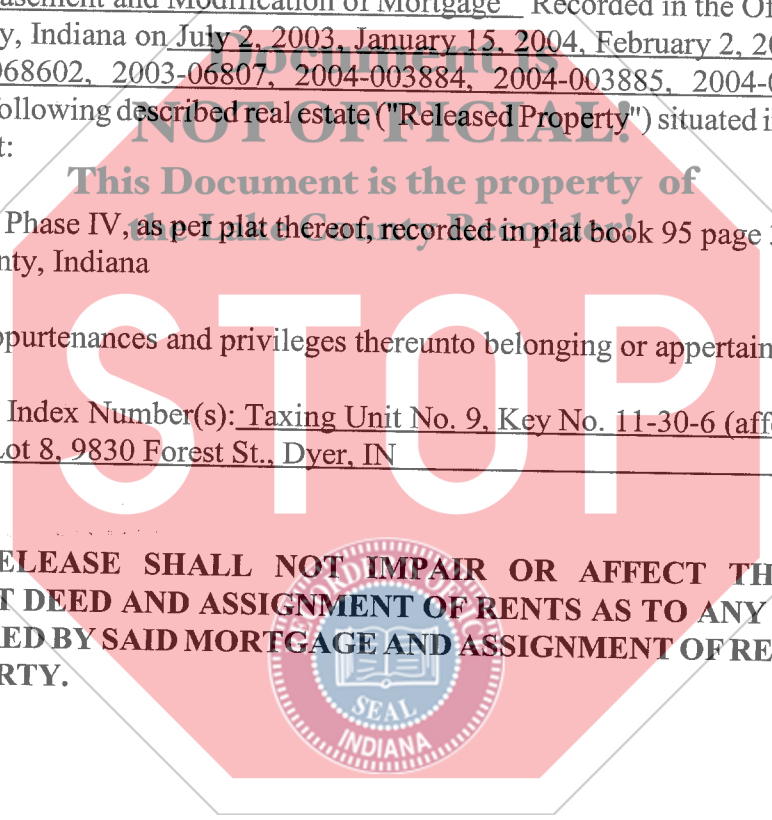 asement and Modification of Mortgage Recorded in the Of
y, Indiana on July 2, 2003, January 15, 2004, February 2, 20
068602, 2003-06807, 2004-003884, 2004-003885, 2004-0
ollowing described real estate ("Released Property") situated i
t:
Document is
NOT OFFICIAL!
This Document is the property of
the Lake County Recorder!
Phase IV, as per plat thereof, recorded in plat book 95 page
nty, Indiana
ppurtenances and privileges thereunto belonging or appertain
Index Number(s): Taxing Unit No. 9, Key No. 11-30-6 (aff
Lot 8, 9830 Forest St., Dyer, IN
STOP
ELEASE SHALL NOT IMPAIR OR AFFECT TH
T DEED AND ASSIGNMENT OF RENTS AS TO ANY
RED BY SAID MORTGAGE AND ASSIGNMENT OF RE
RTY.
SEAL
INDIANA